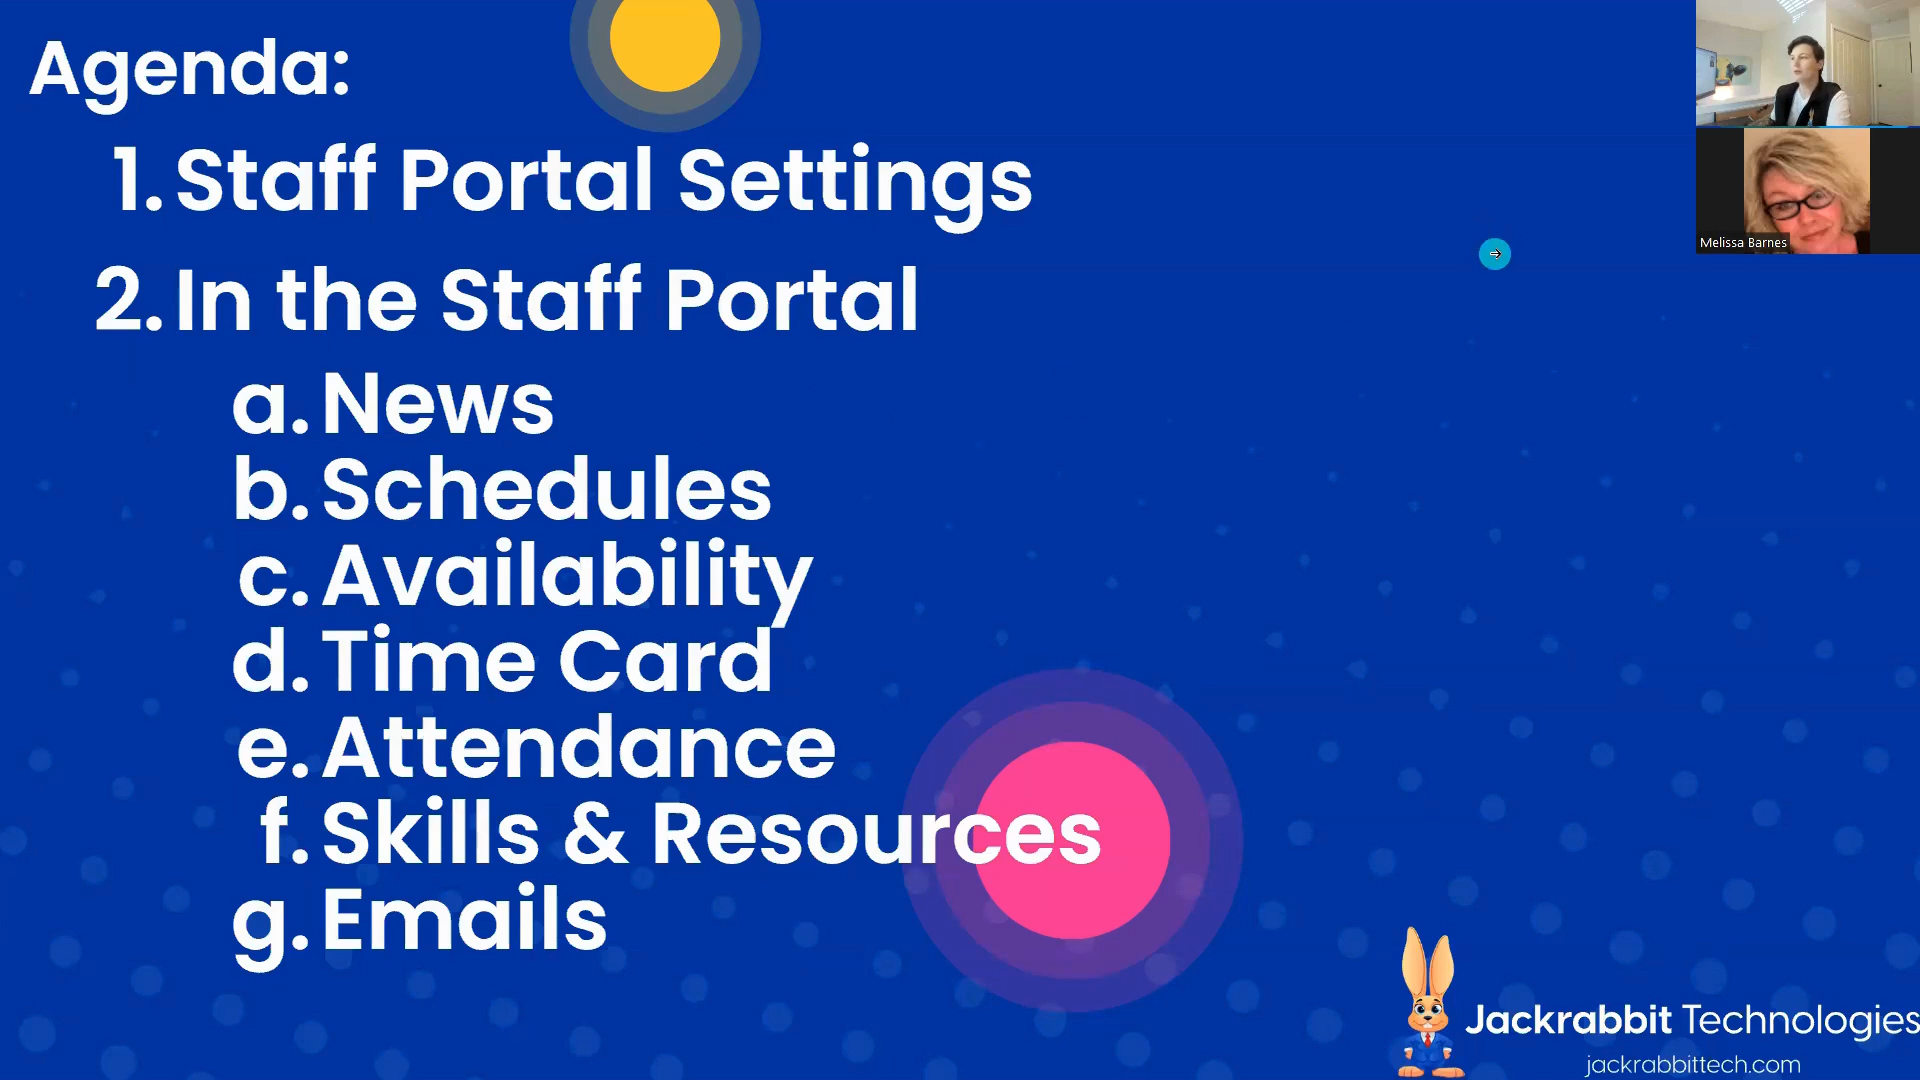 Agenda:
1. Staff Portal Settings
2. In the Staff Portal
a. News
b. Schedules
c. Availability
d. Time Card
e. Attendance
f. Skills & Resources
g. Emails
Melissa Barnes
Jackrabbit Technologies
jackrabbittech.com